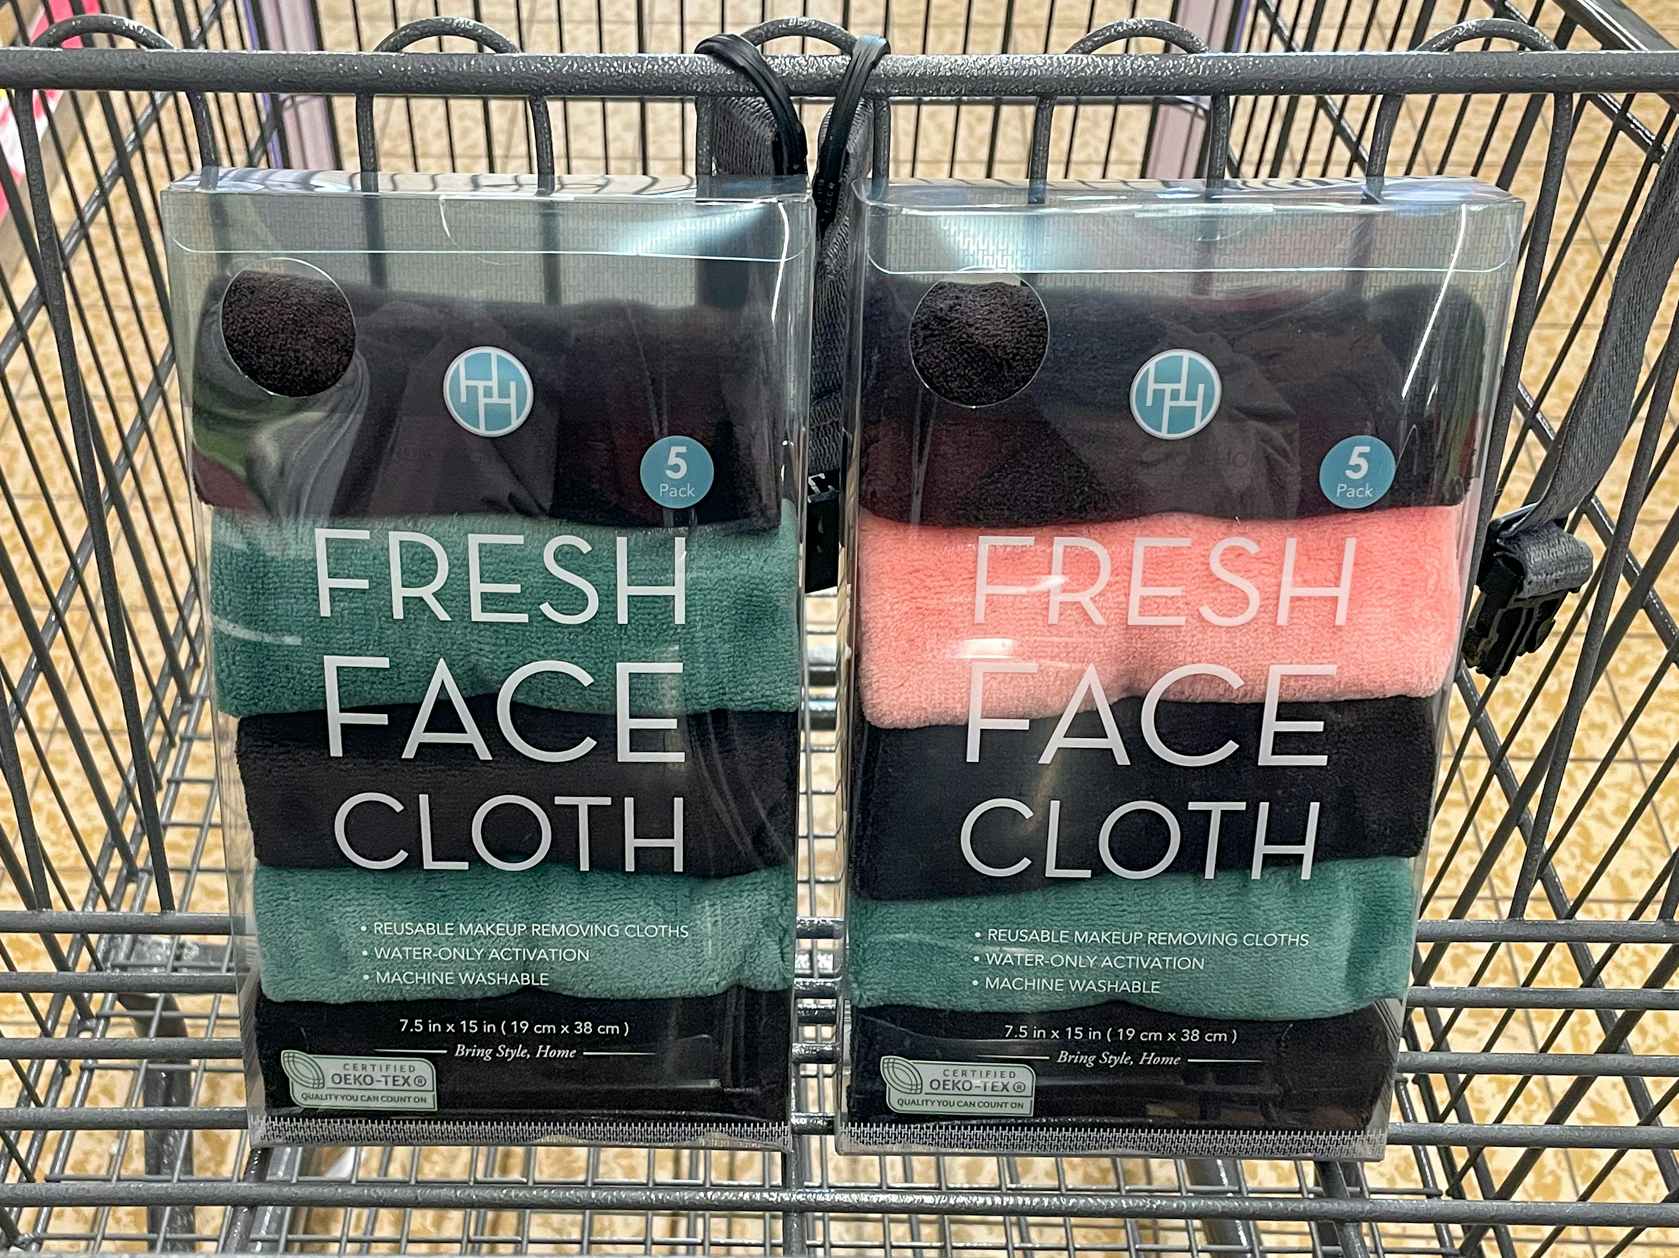 5
Pack
FRESH
FACE
CLOTH
• REUSABLE MAKEUP REMOVING CLOTHS
• WATER-ONLY ACTIVATION
• MACHINE WASHABLE
7.5 in x 15 in ( 19 cm x 38 cm )
Bring Style, Home
CERTIFIED
OEKO-TEX®
QUALITY YOU CAN COUNT ON
5
Pack
FRESH
FACE
CLOTH
• REUSABLE MAKEUP REMOVING CLOTHS
• WATER-ONLY ACTIVATION
• MACHINE WASHABLE
7.5 in x 15 in ( 19 cm x 38 cm )
Bring Style, Home
CERTIFIED
OEKO-TEX®
QUALITY YOU CAN COUNT ON